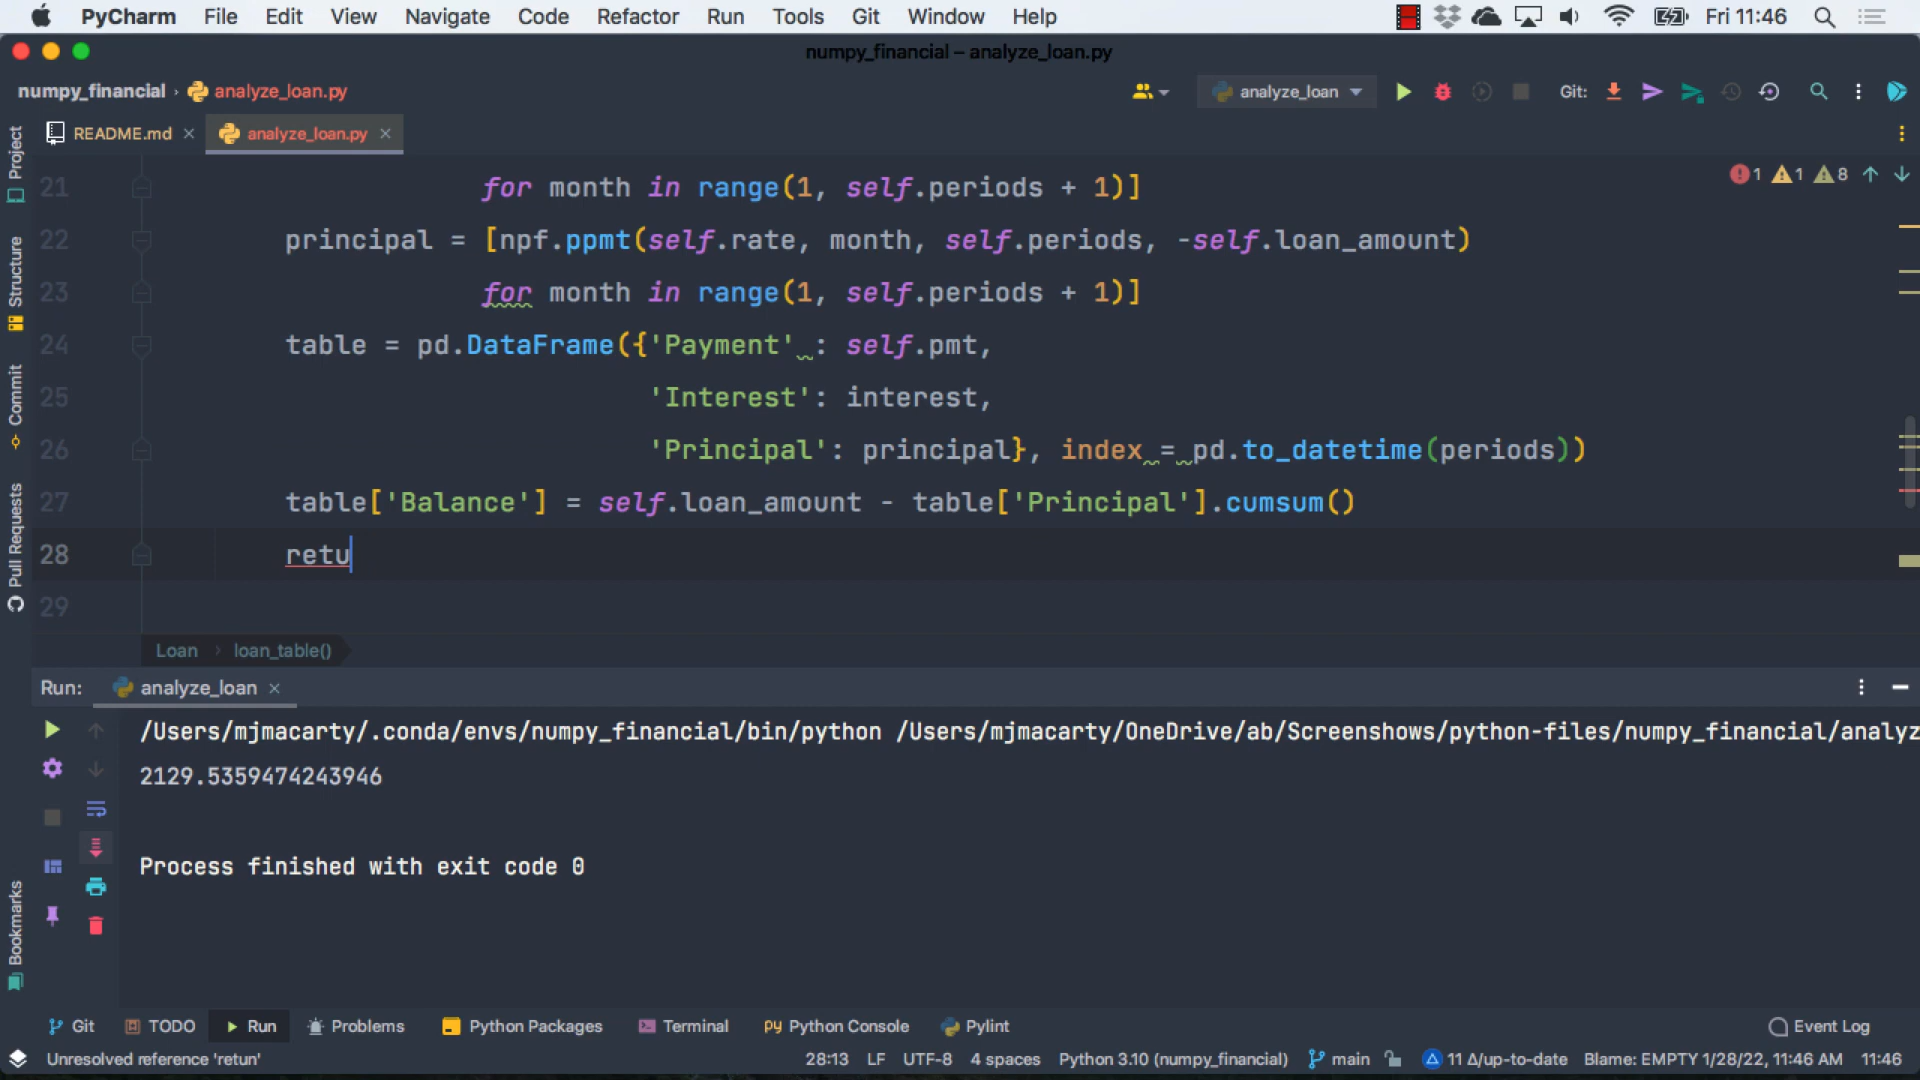 PyCharm File Edit View Navigate Code Refactor Run Tools Git Window Help Fri 11:46
numpy_financial – analyze_loan.py
numpy_financial › analyze_loan.py analyze_loan Git:
README.md × analyze_loan.py ×
Project
Structure
Commit
Pull Requests
Bookmarks
1 1 8
21 for month in range(1, self.periods + 1)]
22 principal = [npf.ppmt(self.rate, month, self.periods, -self.loan_amount)
23 for month in range(1, self.periods + 1)]
24 table = pd.DataFrame({'Payment' : self.pmt,
25 'Interest': interest,
26 'Principal': principal}, index = pd.to_datetime(periods))
27 table['Balance'] = self.loan_amount - table['Principal'].cumsum()
28 retu
29
Loan › loan_table()
Run: analyze_loan ×
/Users/mjmacarty/.conda/envs/numpy_financial/bin/python /Users/mjmacarty/OneDrive/ab/Screenshows/python-files/numpy_financial/analyz
2129.5359474243946
Process finished with exit code 0
Git TODO Run Problems Python Packages Terminal Python Console Pylint Event Log
Unresolved reference 'retun' 28:13 LF UTF-8 4 spaces Python 3.10 (numpy_financial) main 11 Δ/up-to-date Blame: EMPTY 1/28/22, 11:46 AM 11:46